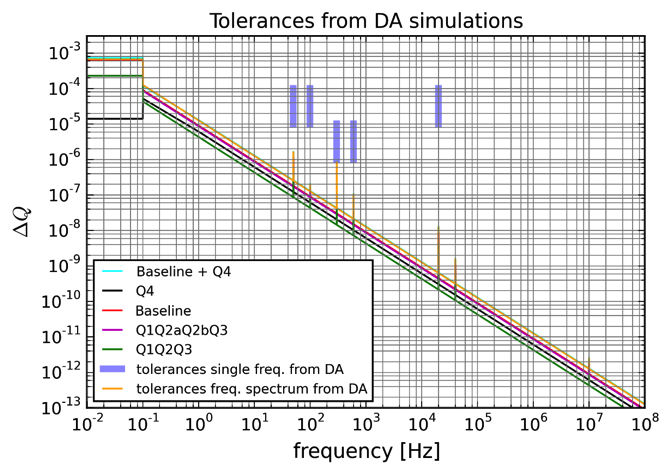 Tolerances from DA simulations
10^-3
10^-4
10^-5
10^-6
10^-7
10^-8
10^-9
10^-10
10^-11
10^-12
10^-13
ΔQ
Baseline + Q4
Q4
Baseline
Q1Q2aQ2bQ3
Q1Q2Q3
tolerances single freq. from DA
tolerances freq. spectrum from DA
10^-2 10^-1 10^0 10^1 10^2 10^3 10^4 10^5 10^6 10^7 10^8
frequency [Hz]